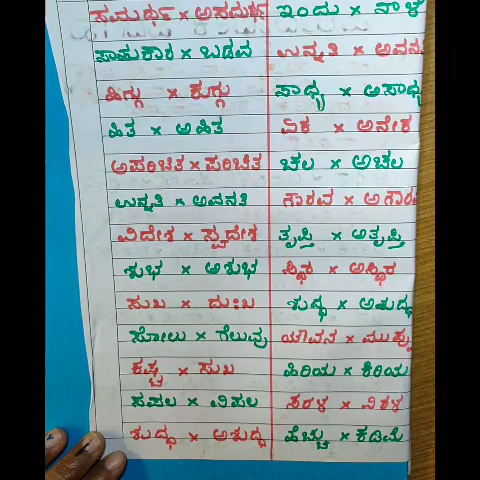 ಸಮರ್ಥ × ಅಸಮರ್ಥ ಇಂದು × ನಾಳೆ
ಸಾಹುಕಾರ × ಬಡವ ಉನ್ನತಿ × ಅವನತಿ
ಹಿಗ್ಗು × ಕುಗ್ಗು ಸಾಧ್ಯ × ಅಸಾಧ್ಯ
ಹಿತ × ಅಹಿತ ಏಕ × ಅನೇಕ
ಅಪರಿಚಿತ × ಪರಿಚಿತ ಚಲ × ಅಚಲ
ಉನ್ನತಿ × ಅವನತಿ ಗೌರವ × ಅಗೌರವ
ವಿದೇಶ × ಸ್ವದೇಶ ತೃಪ್ತಿ × ಅತೃಪ್ತಿ
ಶುಭ × ಅಶುಭ ಸ್ಥಿರ × ಅಸ್ಥಿರ
ಸುಖ × ದುಃಖ ಶುದ್ಧ × ಅಶುದ್ಧ
ಸೋಲು × ಗೆಲುವು ಯೌವನ × ಮುಪ್ಪು
ಕಷ್ಟ × ಸುಖ ಹಿರಿಯ × ಕಿರಿಯ
ಸಫಲ × ವಿಫಲ ಸರಳ × ವಿರಳ
ಶುದ್ಧ × ಅಶುದ್ಧ ಹೆಚ್ಚು × ಕಡಿಮೆ